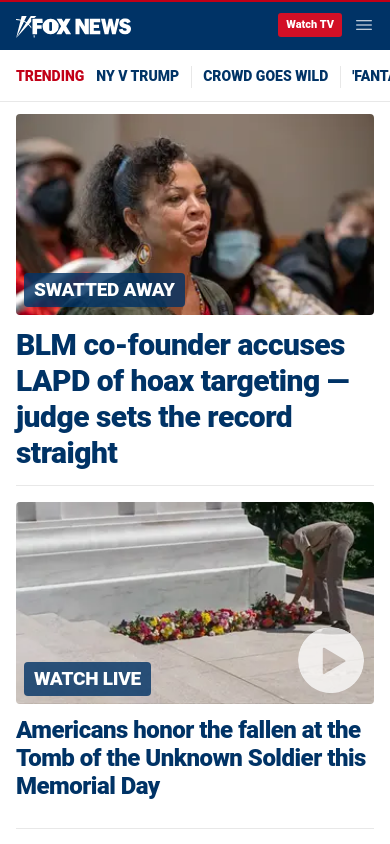 FOX NEWS
Watch TV
TRENDING NY V TRUMP CROWD GOES WILD 'FANTA
SWATTED AWAY
BLM co-founder accuses
LAPD of hoax targeting —
judge sets the record
straight
WATCH LIVE
Americans honor the fallen at the
Tomb of the Unknown Soldier this
Memorial Day